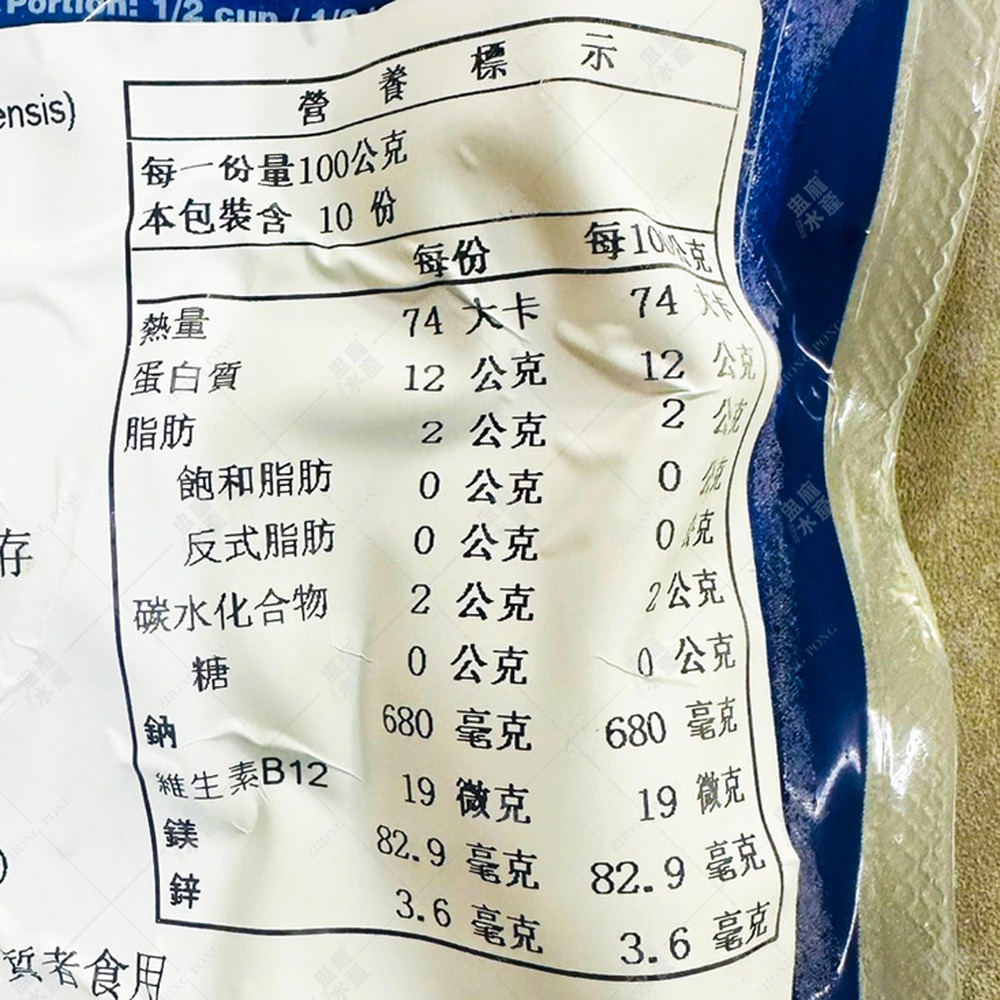 Portion: 1/2 cup /
ensis)
營養標示
每一份量100公克
本包裝含 10 份
每份 每100公克
熱量 74 大卡 74 大卡
蛋白質 12 公克 12 公克
脂肪 2 公克 2 公克
飽和脂肪 0 公克 0 公克
反式脂肪 0 公克 0 公克
存
碳水化合物 2 公克 2 公克
糖 0 公克 0 公克
鈉 680 毫克 680 毫克
維生素B12 19 微克 19 微克
鎂 82.9 毫克 82.9 毫克
)
鋅 3.6 毫克 3.6 毫克
質者食用
ZHONG PONG